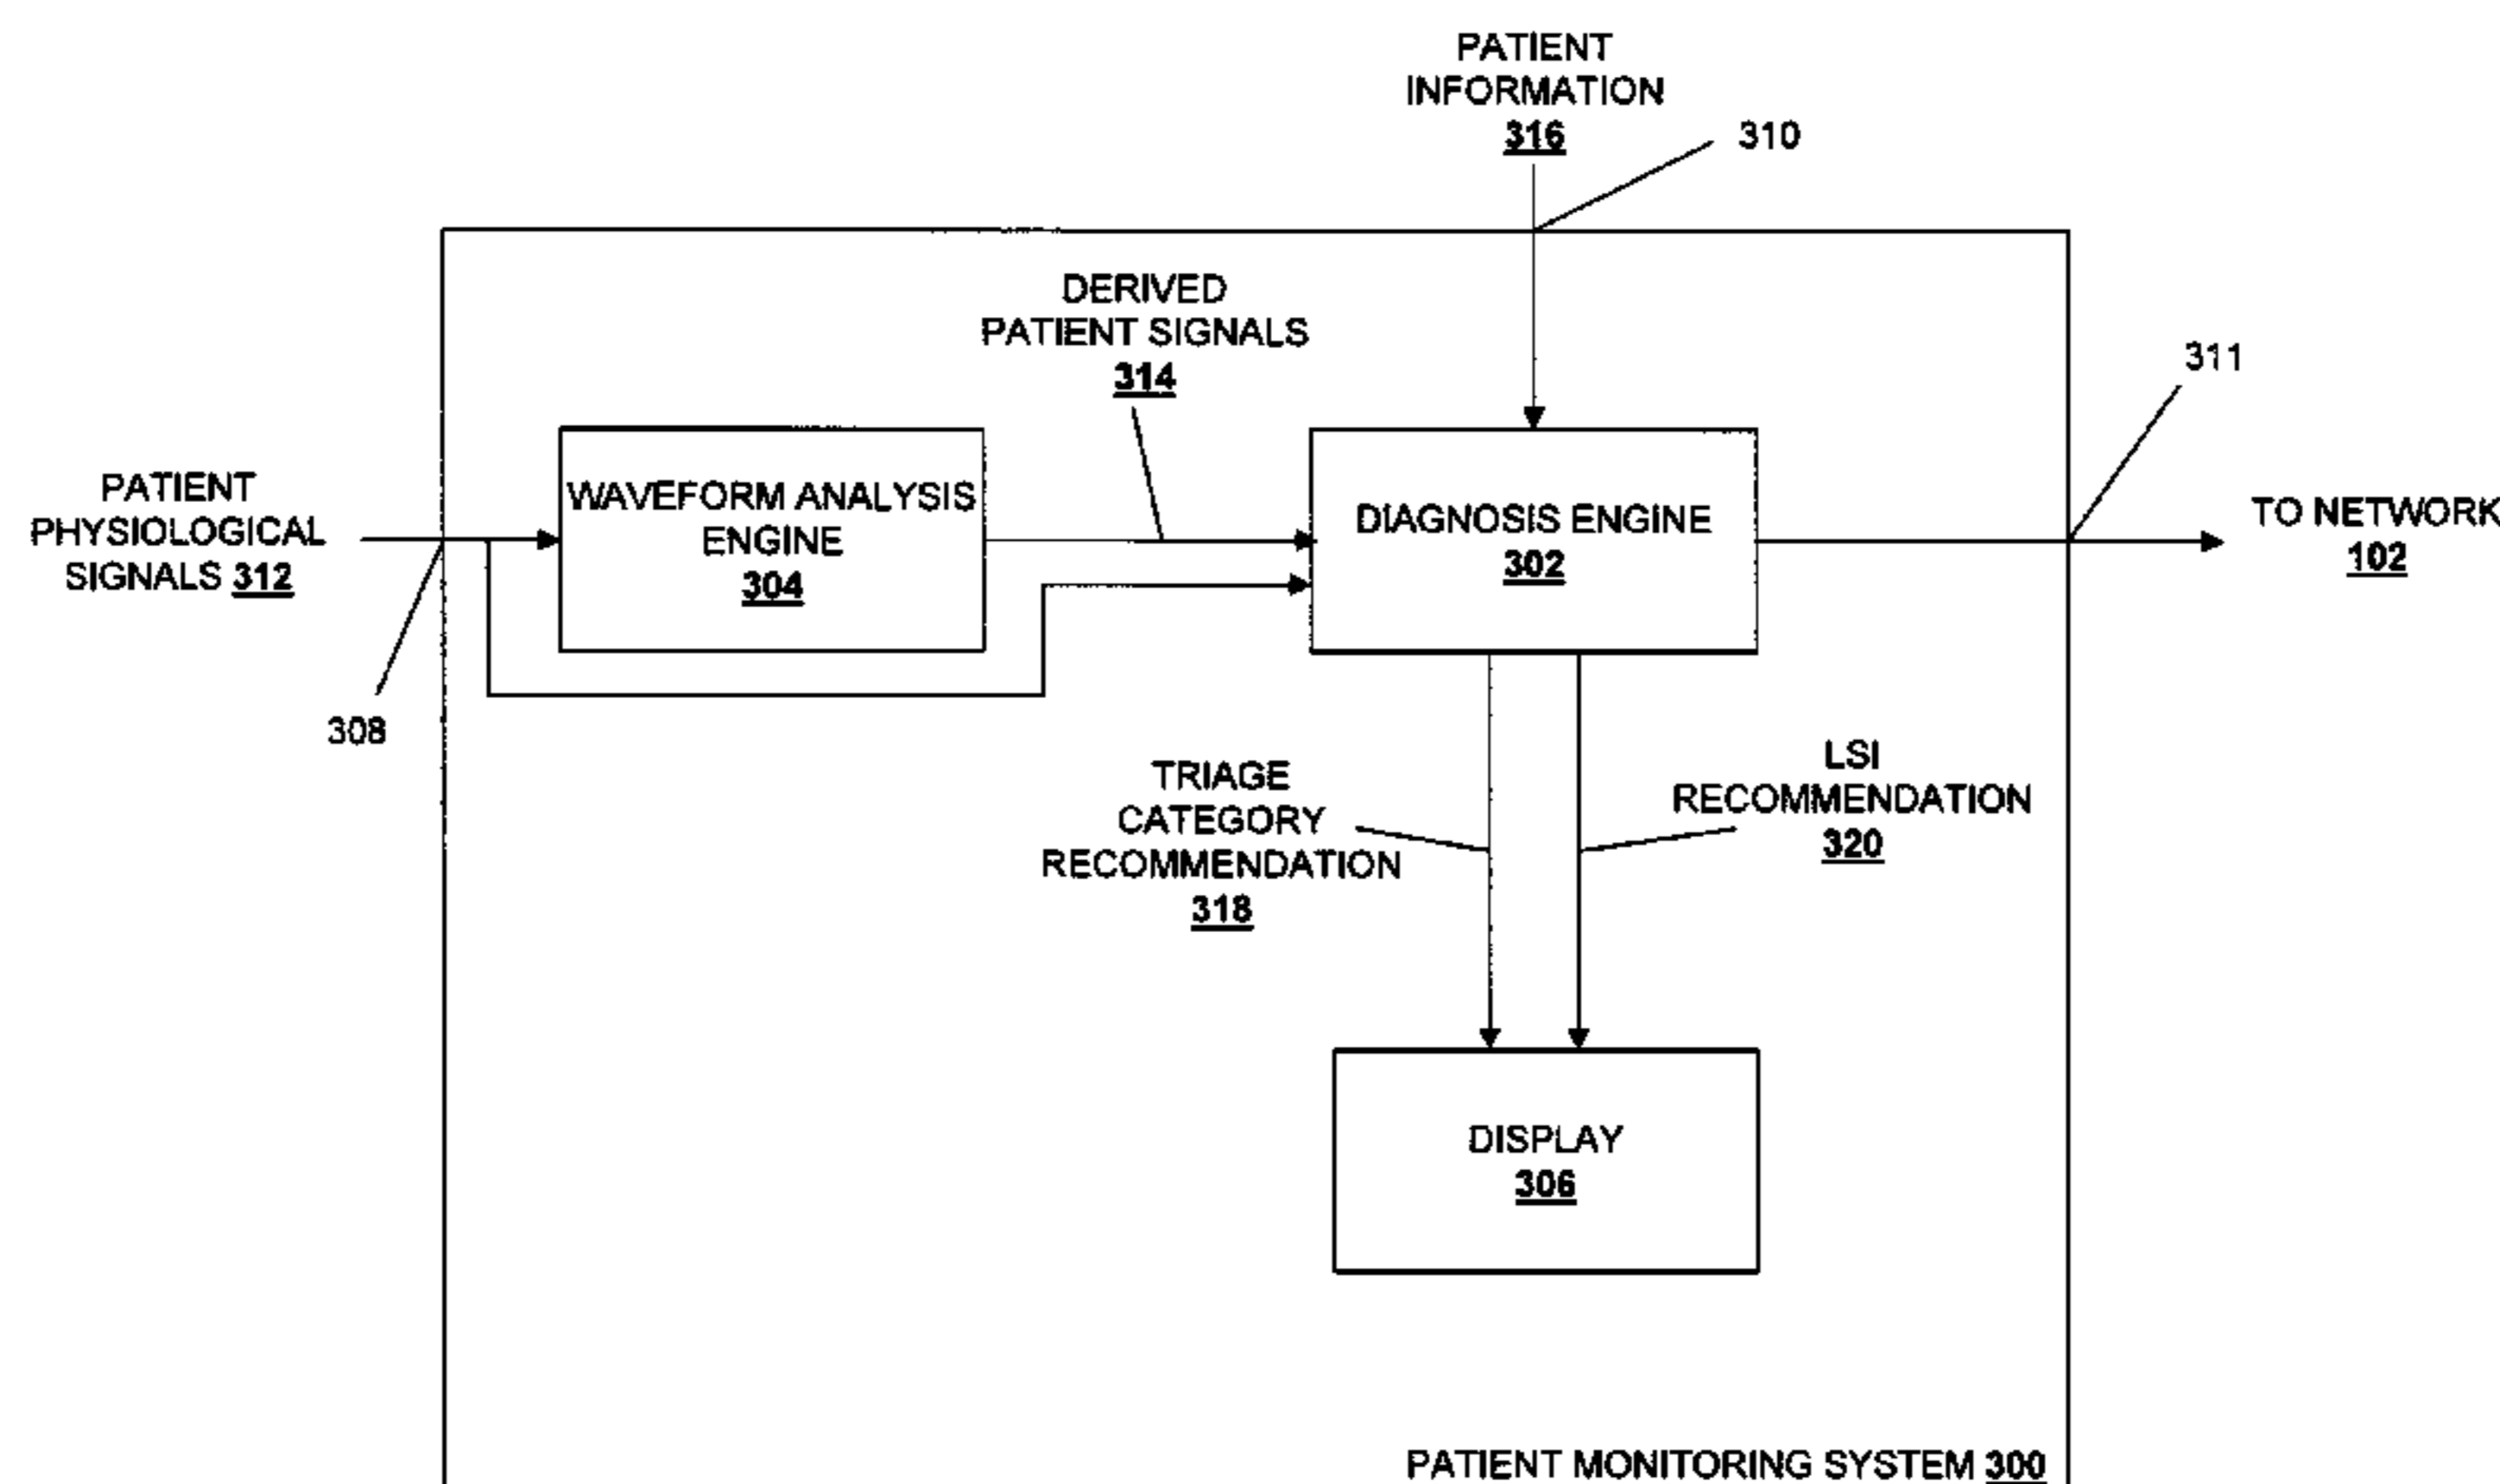 PATIENT
INFORMATION
316
310
DERIVED
PATIENT SIGNALS
314
311
PATIENT
PHYSIOLOGICAL
SIGNALS 312
WAVEFORM ANALYSIS
ENGINE
304
DIAGNOSIS ENGINE
302
TO NETWORK
102
308
TRIAGE
CATEGORY
RECOMMENDATION
318
LSI
RECOMMENDATION
320
DISPLAY
306
PATIENT MONITORING SYSTEM 300